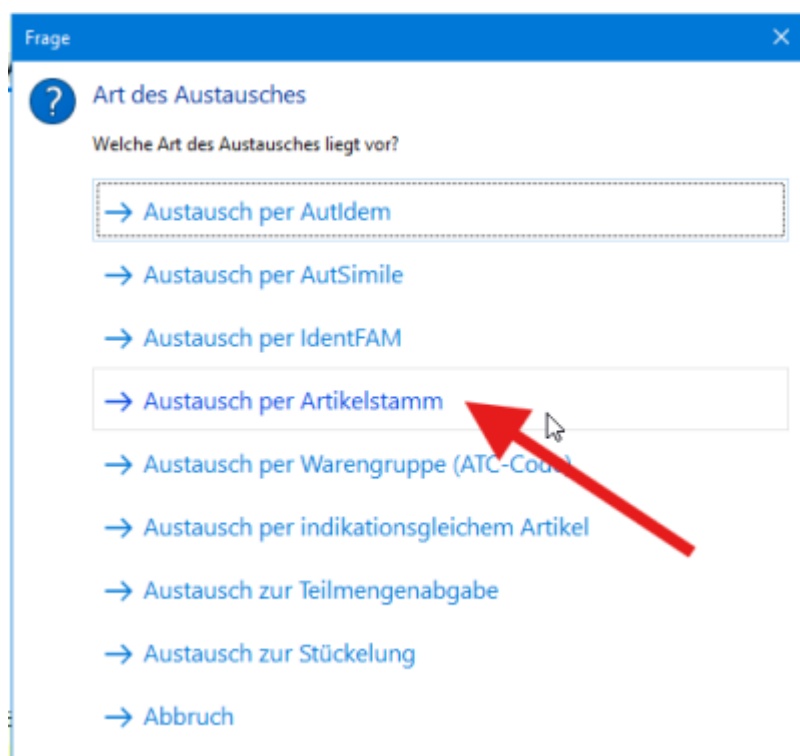 Frage
Art des Austausches
Welche Art des Austausches liegt vor?
Austausch per AutIdem
Austausch per AutSimile
Austausch per IdentFAM
Austausch per Artikelstamm
Austausch per Warengruppe (ATC-Code)
Austausch per indikationsgleichem Artikel
Austausch zur Teilmengenabgabe
Austausch zur Stückelung
Abbruch